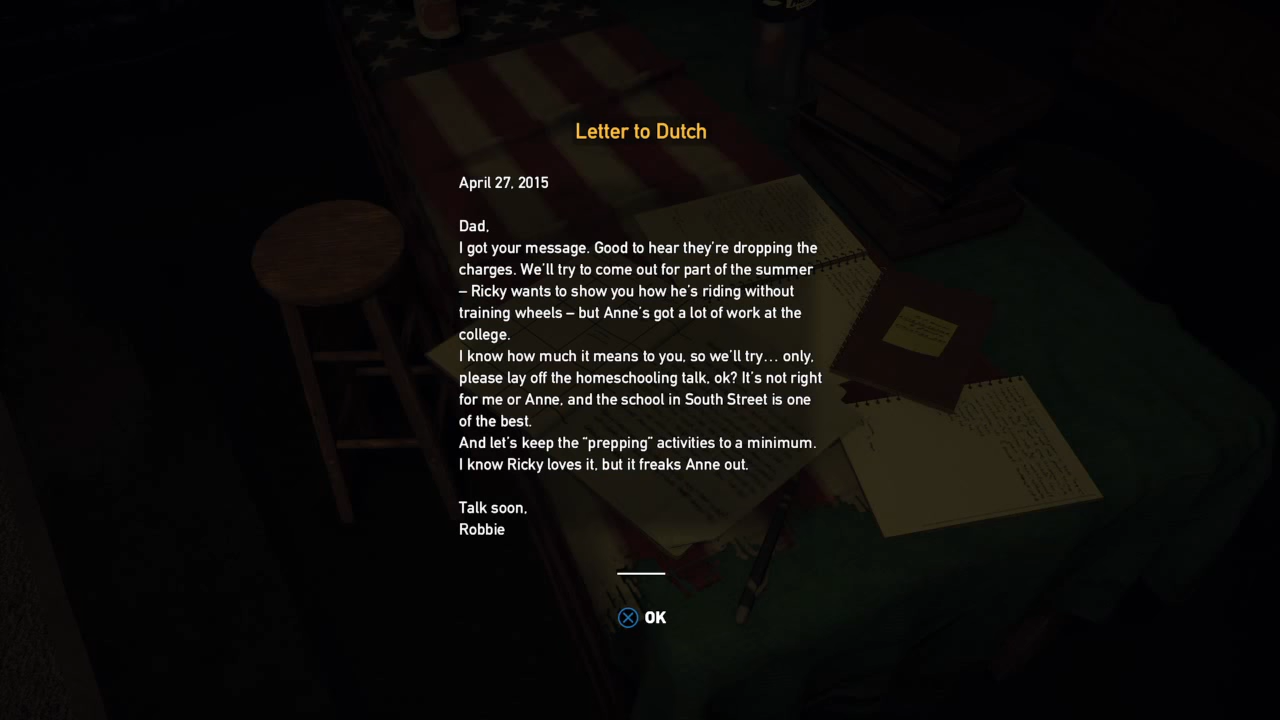 Letter to Dutch
April 27, 2015
Dad,
I got your message. Good to hear they're dropping the
charges. We'll try to come out for part of the summer
– Ricky wants to show you how he's riding without
training wheels – but Anne's got a lot of work at the
college.
I know how much it means to you, so we'll try... only,
please lay off the homeschooling talk, ok? It's not right
for me or Anne, and the school in South Street is one
of the best.
And let's keep the “prepping” activities to a minimum.
I know Ricky loves it, but it freaks Anne out.
Talk soon,
Robbie
OK